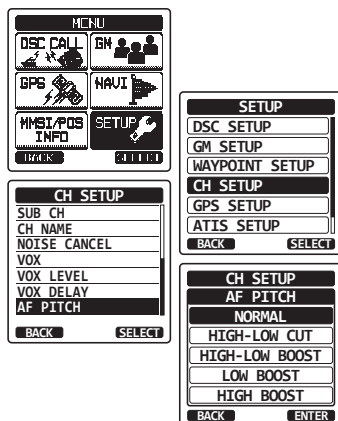 MENU
DSC CALL GM
GPS NAVI
MMSI/POS INFO SETUP
BACK SELECT
SETUP
DSC SETUP
GM SETUP
WAYPOINT SETUP
CH SETUP
GPS SETUP
ATIS SETUP
BACK SELECT
CH SETUP
SUB CH
CH NAME
NOISE CANCEL
VOX
VOX LEVEL
VOX DELAY
AF PITCH
BACK SELECT
CH SETUP
AF PITCH
NORMAL
HIGH-LOW CUT
HIGH-LOW BOOST
LOW BOOST
HIGH BOOST
BACK ENTER